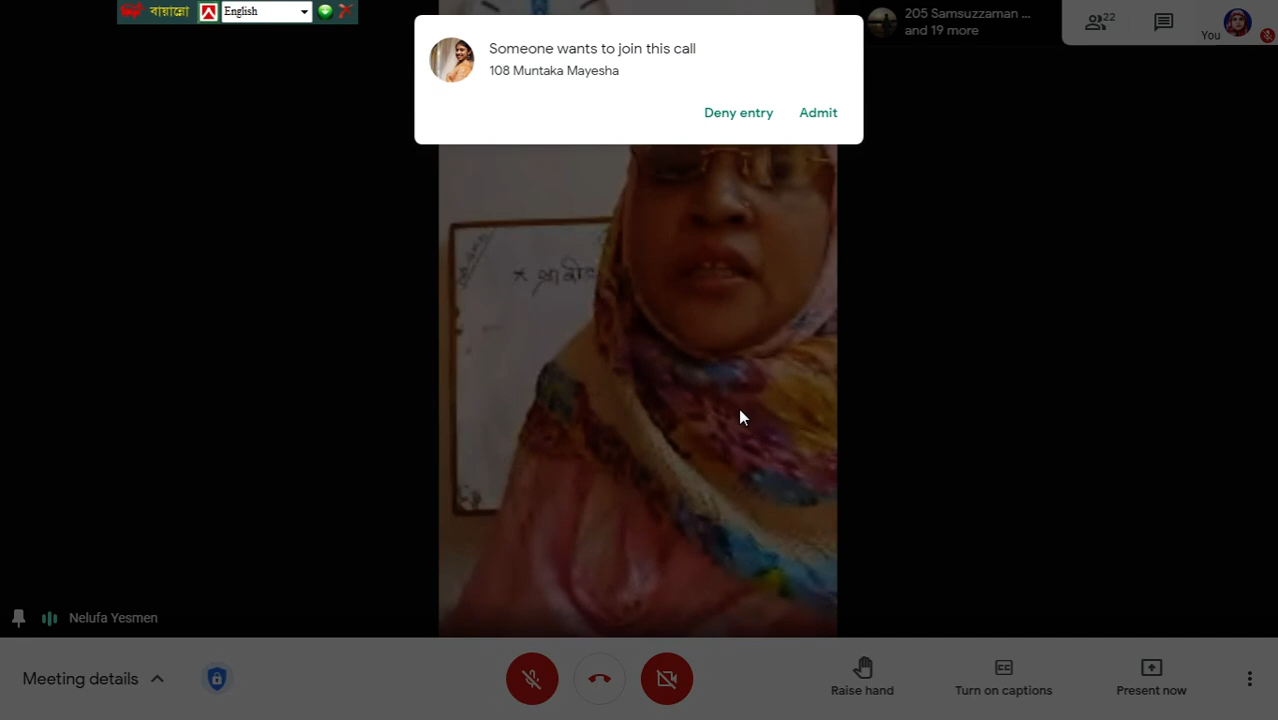 বায়ান্নো English
Someone wants to join this call
108 Muntaka Mayesha
Deny entry Admit
205 Samsuzzaman ...
and 19 more
22
You
Nelufa Yesmen
Meeting details
Raise hand
Turn on captions
Present now